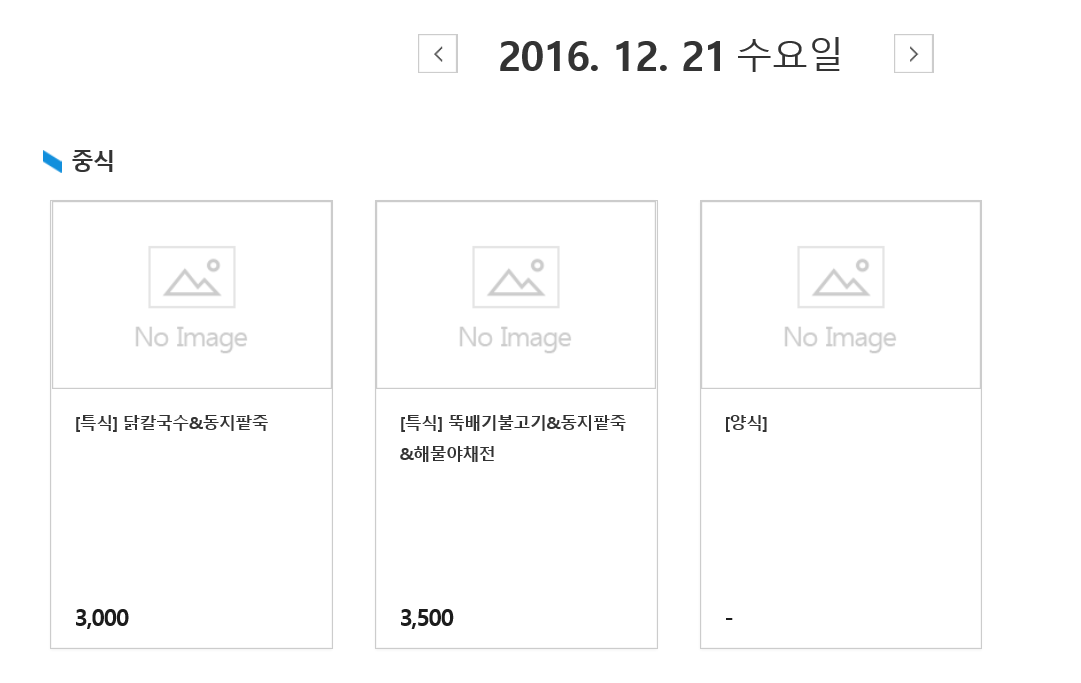 2016. 12. 21 수요일
중식
No Image
No Image
No Image
[특식] 닭칼국수&동지팥죽
[특식] 뚝배기불고기&동지팥죽
&해물야채전
[양식]
3,000
3,500
-